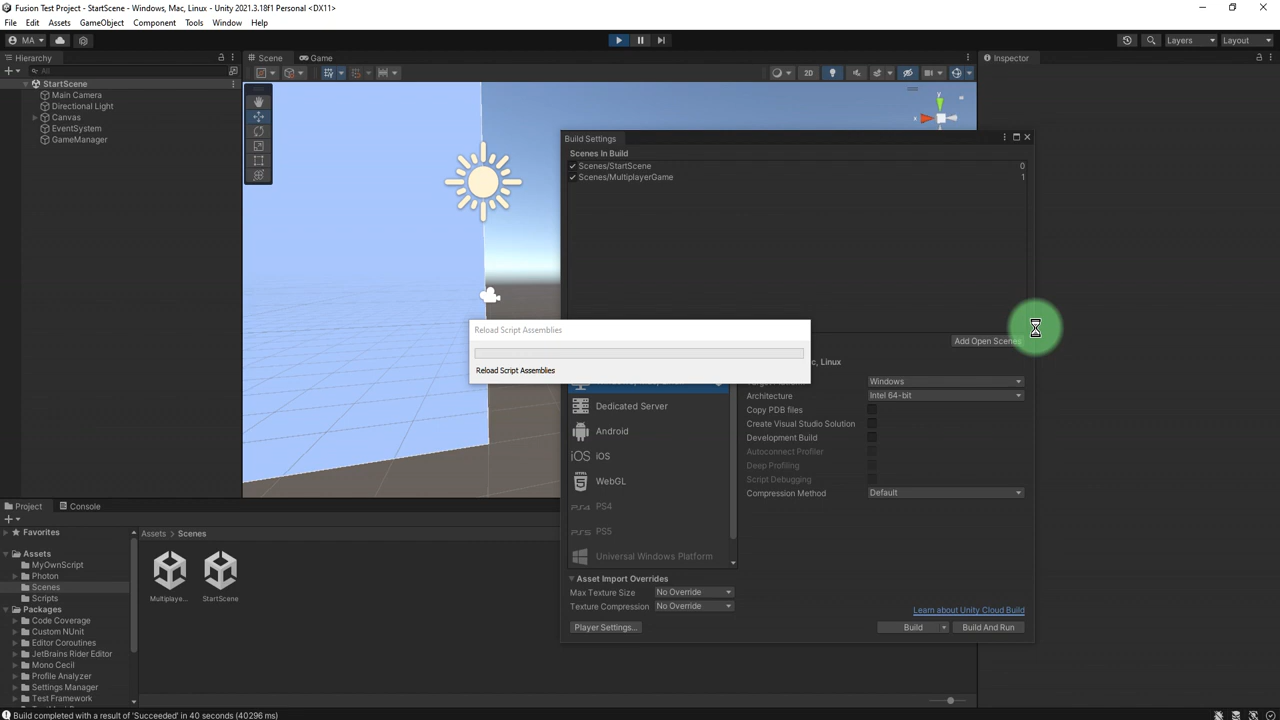 Fusion Test Project - StartScene - Windows, Mac, Linux - Unity 2021.3.18f1 Personal <DX11>
File Edit Assets GameObject Component Tools Window Help
MA
Layers Layout
Hierarchy
Scene Game
Inspector
All
2D
StartScene
Main Camera
Directional Light
Canvas
EventSystem
GameManager
y
Build Settings
Scenes In Build
Scenes/StartScene 0
Scenes/MultiplayerGame 1
Reload Script Assemblies
Reload Script Assemblies
Add Open Scenes
c, Linux
Windows
Architecture Intel 64-bit
Copy PDB files
Create Visual Studio Solution
Development Build
Autoconnect Profiler
Deep Profiling
Script Debugging
Compression Method Default
Dedicated Server
Android
iOS iOS
WebGL
PS4 PS4
PS5 PS5
Universal Windows Platform
Asset Import Overrides
Max Texture Size No Override
Texture Compression No Override
Learn about Unity Cloud Build
Player Settings... Build Build And Run
Project Console
Favorites
Assets
MyOwnScript
Photon
Scenes
Scripts
Packages
Code Coverage
Custom NUnit
Editor Coroutines
JetBrains Rider Editor
Mono Cecil
Profile Analyzer
Settings Manager
Test Framework
Assets > Scenes
Multiplaye... StartScene
Build completed with a result of 'Succeeded' in 40 seconds (40296 ms)